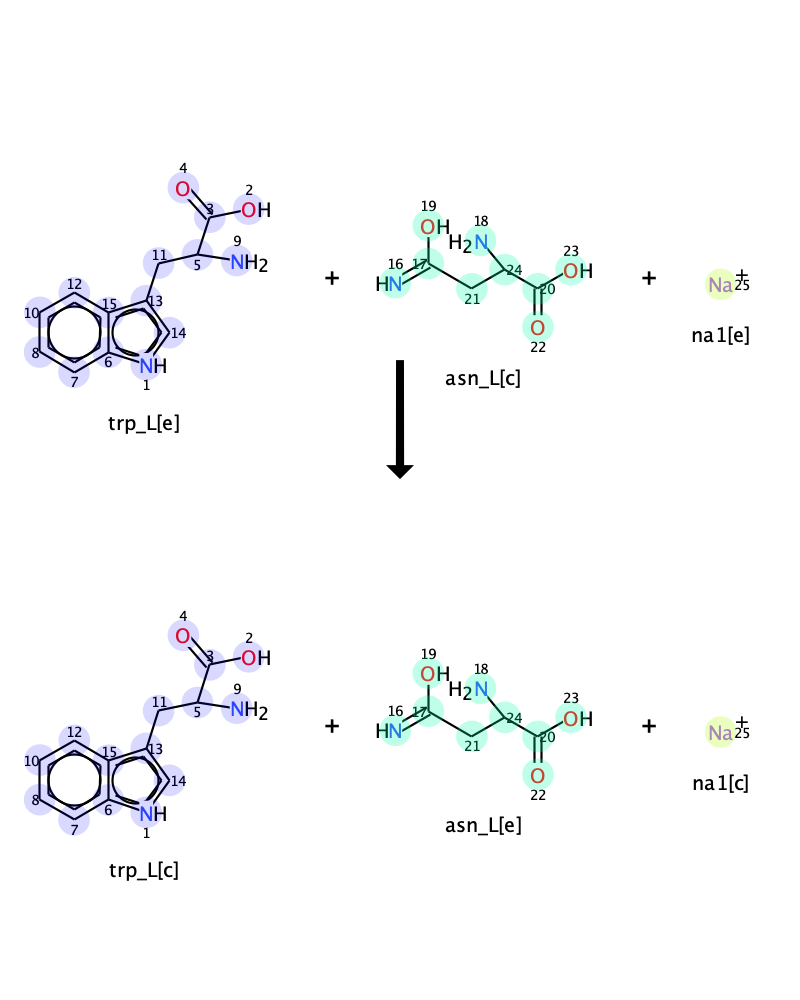 4
O
3
2
OH
9
NH2
5
11
12
13
15
10
14
8
6
7
NH
1
trp_L[e]
+
19
OH
18
H2N
16
HN
17
24
23
OH
20
21
O
22
asn_L[c]
+
Na+
25
na1[e]
4
O
3
2
OH
9
NH2
5
11
12
13
15
10
14
8
6
7
NH
1
trp_L[c]
+
19
OH
18
H2N
16
HN
17
24
23
OH
20
21
O
22
asn_L[e]
+
Na+
25
na1[c]